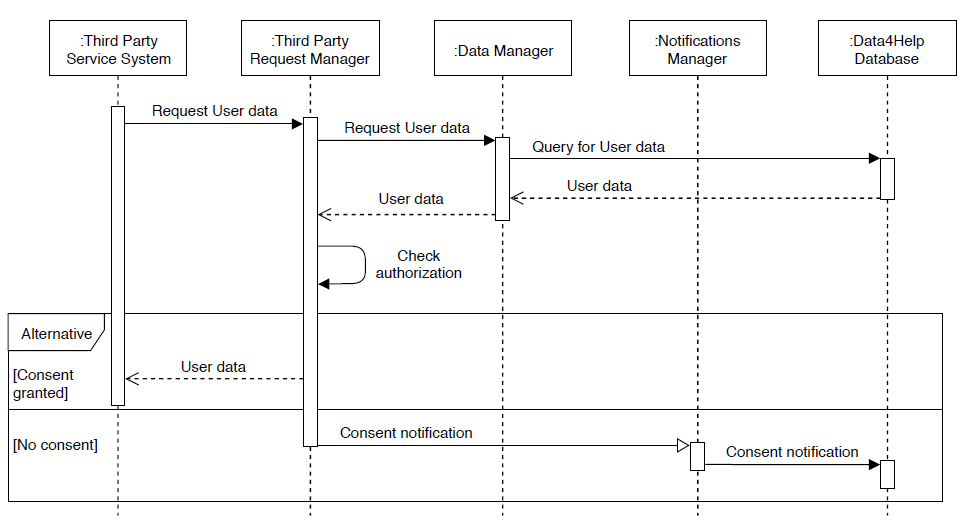 :Third Party
Service System
:Third Party
Request Manager
:Data Manager
:Notifications
Manager
:Data4Help
Database
Request User data
Request User data
Query for User data
User data
User data
Check
authorization
Alternative
User data
[Consent
granted]
Consent notification
[No consent]
Consent notification